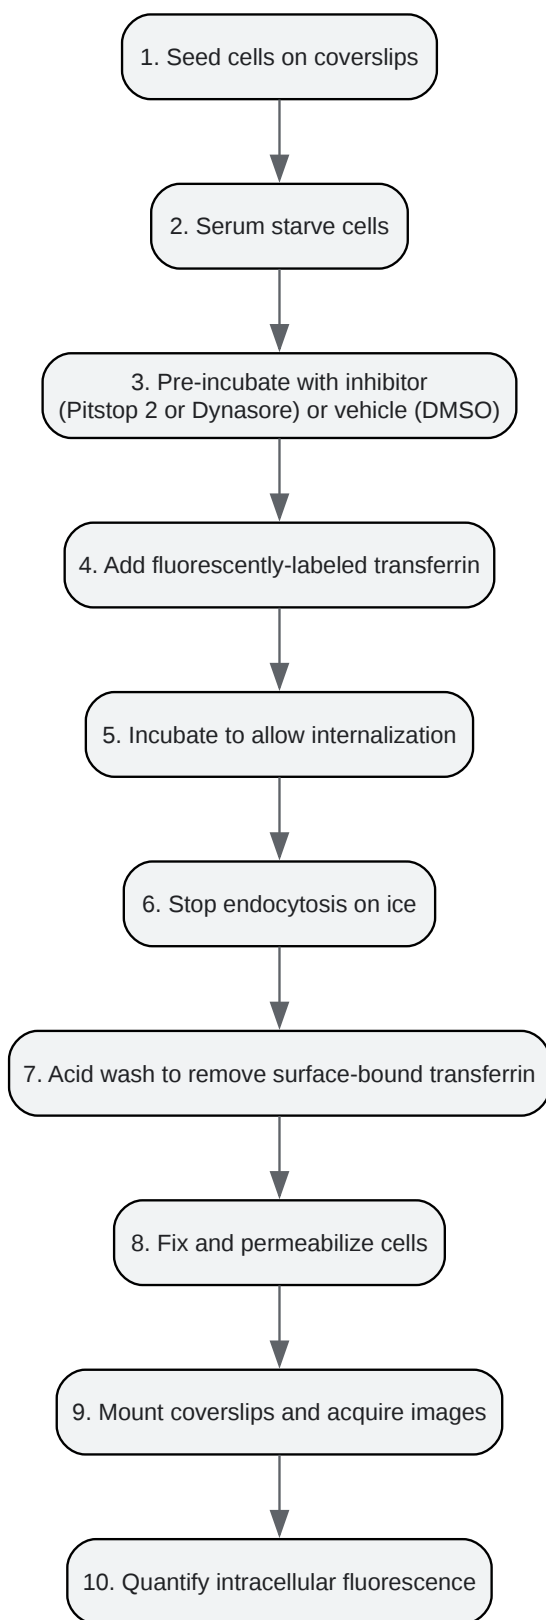 1. Seed cells on coverslips
2. Serum starve cells
3. Pre-incubate with inhibitor
(Pitstop 2 or Dynasore) or vehicle (DMSO)
4. Add fluorescently-labeled transferrin
5. Incubate to allow internalization
6. Stop endocytosis on ice
7. Acid wash to remove surface-bound transferrin
8. Fix and permeabilize cells
9. Mount coverslips and acquire images
10. Quantify intracellular fluorescence